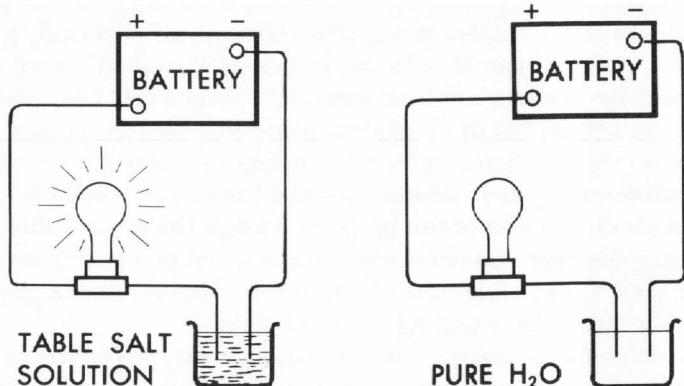 + −
BATTERY
TABLE SALT
SOLUTION
+ −
BATTERY
PURE H₂O